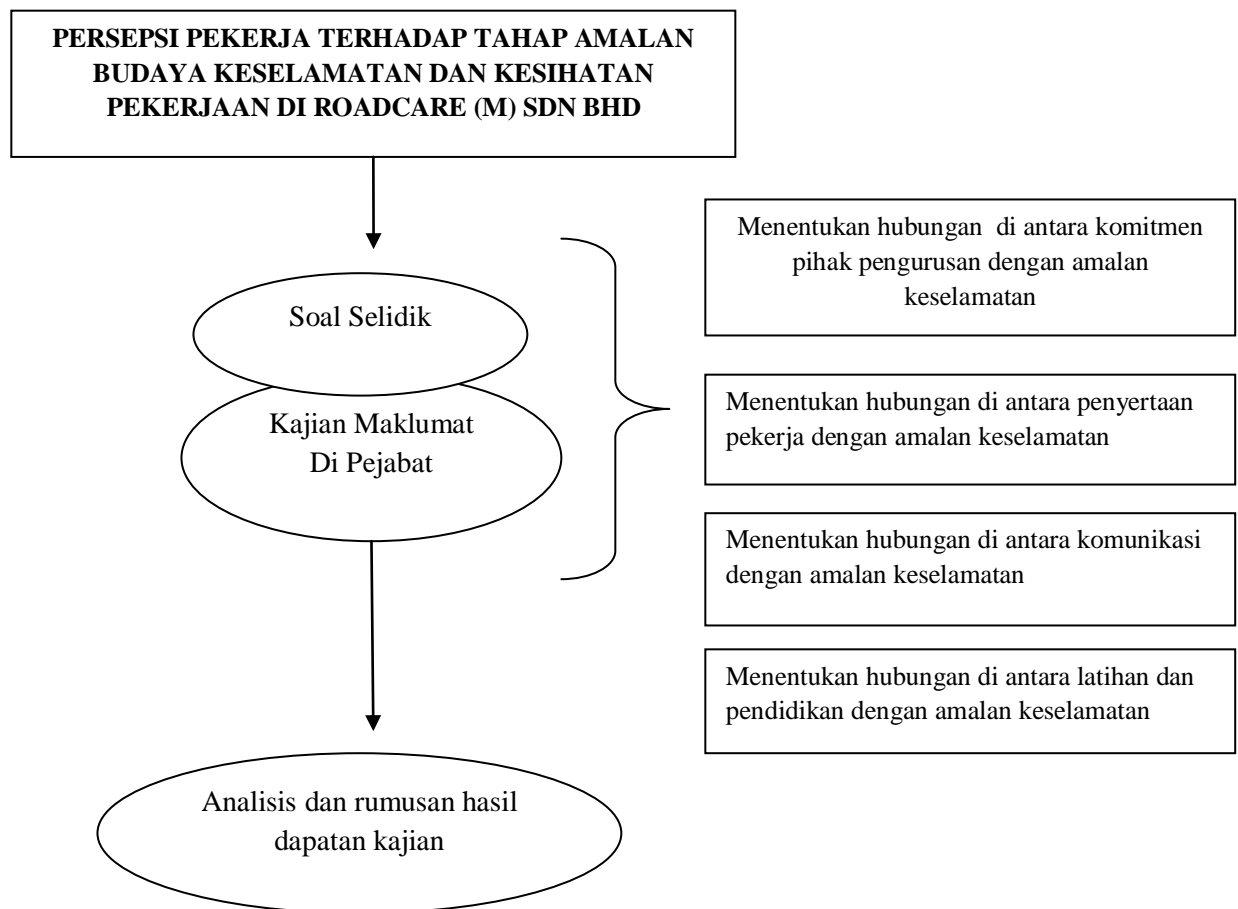 PERSEPSI PEKERJA TERHADAP TAHAP AMALAN
BUDAYA KESELAMATAN DAN KESIHATAN
PEKERJAAN DI ROADCARE (M) SDN BHD
Soal Selidik
Kajian Maklumat
Di Pejabat
Menentukan hubungan di antara komitmen
pihak pengurusan dengan amalan
keselamatan
Menentukan hubungan di antara penyertaan
pekerja dengan amalan keselamatan
Menentukan hubungan di antara komunikasi
dengan amalan keselamatan
Menentukan hubungan di antara latihan dan
pendidikan dengan amalan keselamatan
Analisis dan rumusan hasil
dapatan kajian